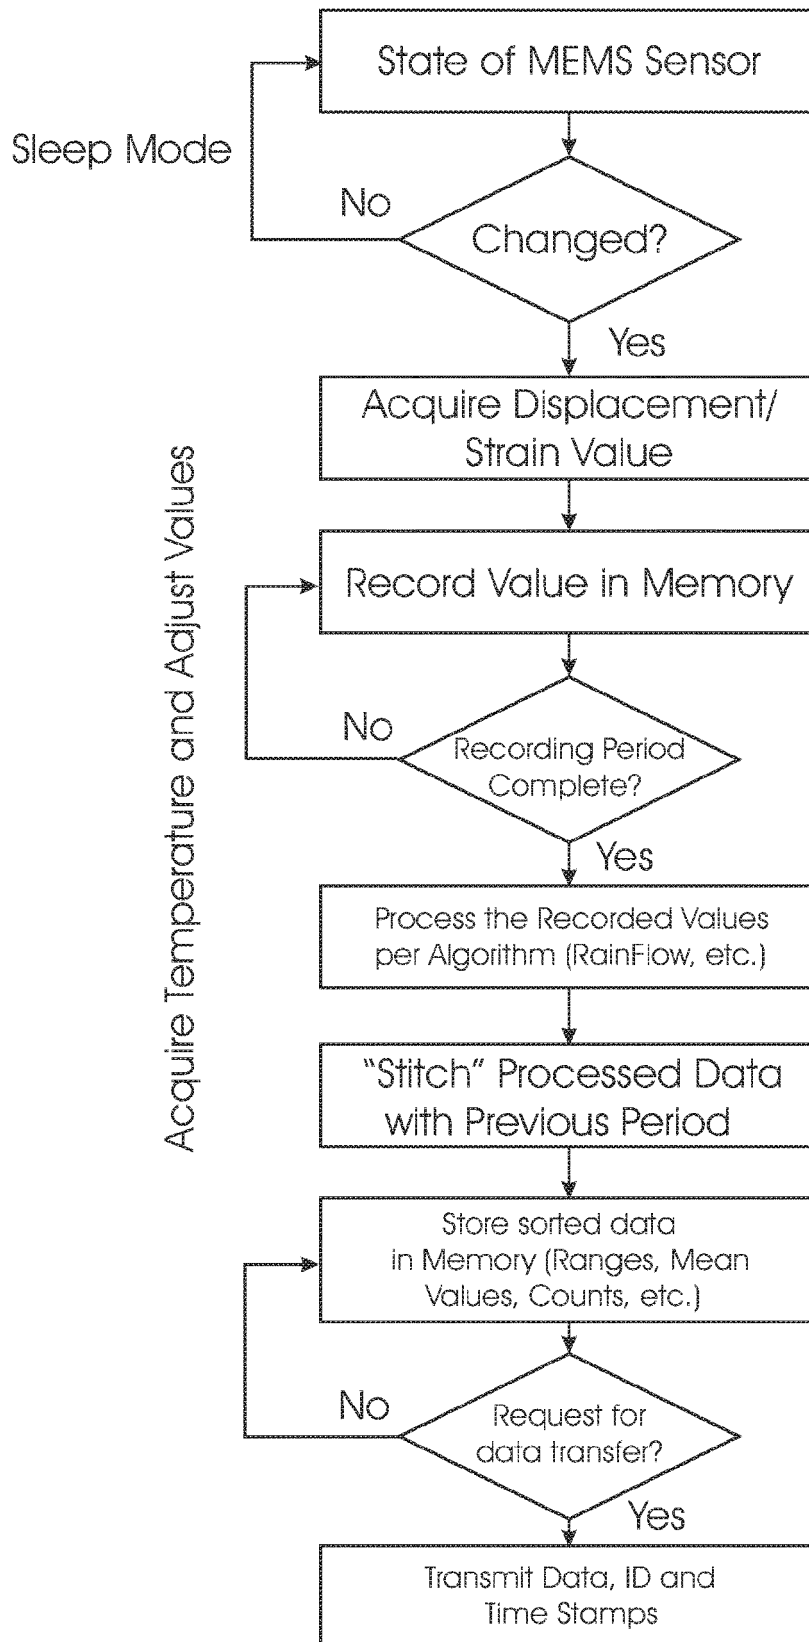 State of MEMS Sensor
Sleep Mode
No
Changed?
Yes
Acquire Displacement/
Strain Value
Acquire Temperature and Adjust Values
Record Value in Memory
No
Recording Period
Complete?
Yes
Process the Recorded Values
per Algorithm (RainFlow, etc.)
"Stitch" Processed Data
with Previous Period
Store sorted data
in Memory (Ranges, Mean
Values, Counts, etc.)
No
Request for
data transfer?
Yes
Transmit Data, ID and
Time Stamps